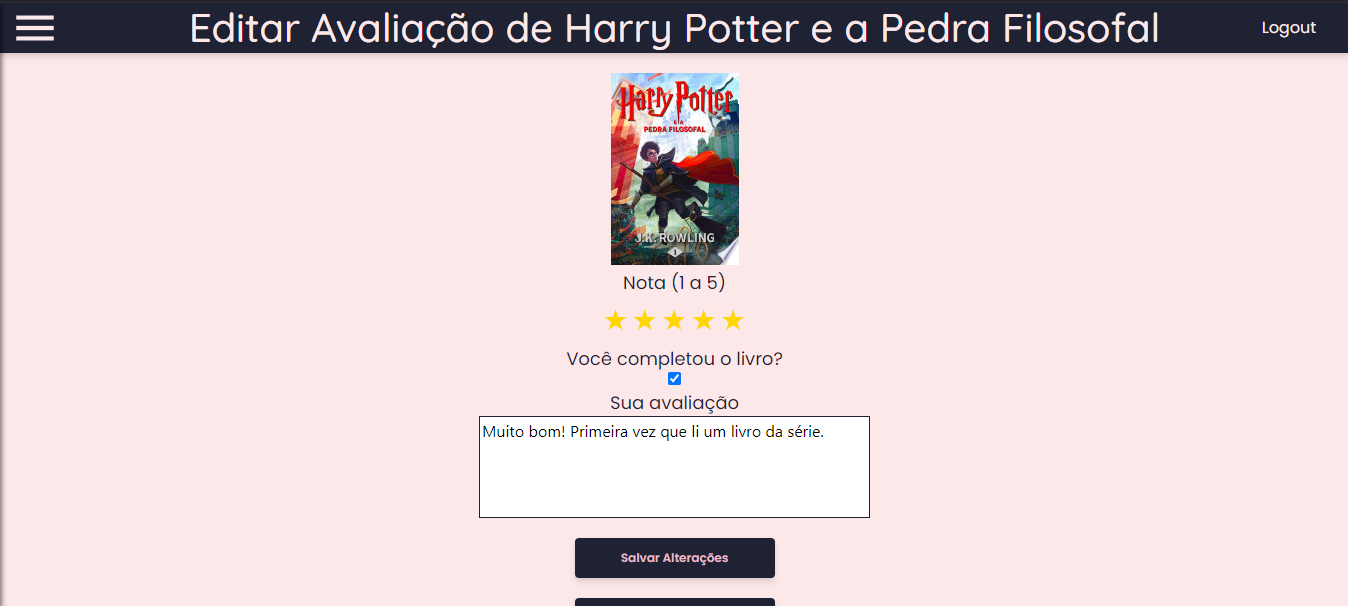 Editar Avaliação de Harry Potter e a Pedra Filosofal
Logout
Harry Potter
E A
PEDRA FILOSOFAL
J.K. ROWLING
1
Nota (1 a 5)
★ ★ ★ ★ ★
Você completou o livro?
Sua avaliação
Muito bom! Primeira vez que li um livro da série.
Salvar Alterações